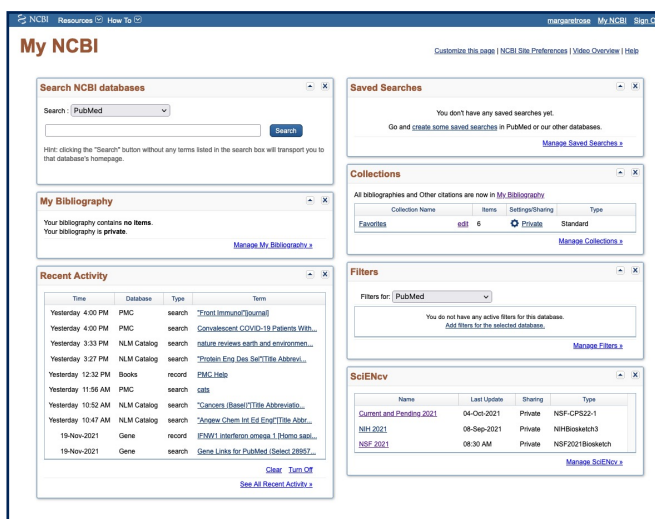 NCBI Resources How To margaretrose My NCBI Sign O
My NCBI
Customize this page | NCBI Site Preferences | Video Overview | Help
Search NCBI databases
Search : PubMed
Search
Hint: clicking the "Search" button without any terms listed in the search box will transport you to
that database's homepage.
My Bibliography
Your bibliography contains no items.
Your bibliography is private.
Manage My Bibliography »
Recent Activity
Time Database Type Term
Yesterday 4:00 PM PMC search "Front Immunol"[journal]
Yesterday 4:00 PM PMC search Convalescent COVID-19 Patients With...
Yesterday 3:33 PM NLM Catalog search nature reviews earth and environmen...
Yesterday 3:27 PM NLM Catalog search "Protein Eng Des Sel"[Title Abbrevi...
Yesterday 12:32 PM Books record PMC Help
Yesterday 11:56 AM PMC search cats
Yesterday 10:52 AM NLM Catalog search "Cancers (Basel)"[Title Abbreviatio...
Yesterday 10:47 AM NLM Catalog search "Angew Chem Int Ed Engl"[Title Abbr...
19-Nov-2021 Gene record IFNW1 interferon omega 1 [Homo sapi...
19-Nov-2021 Gene search Gene Links for PubMed (Select 28957...
Clear Turn Off
See All Recent Activity »
Saved Searches
You don't have any saved searches yet.
Go and create some saved searches in PubMed or our other databases.
Manage Saved Searches »
Collections
All bibliographies and Other citations are now in My Bibliography
Collection Name Items Settings/Sharing Type
Favorites edit 6 Private Standard
Manage Collections »
Filters
Filters for: PubMed
You do not have any active filters for this database.
Add filters for the selected database.
Manage Filters »
SciENcv
Name Last Update Sharing Type
Current and Pending 2021 04-Oct-2021 Private NSF-CPS22-1
NIH 2021 08-Sep-2021 Private NIHBiosketch3
NSF 2021 08:30 AM Private NSF2021Biosketch
Manage SciENcv »